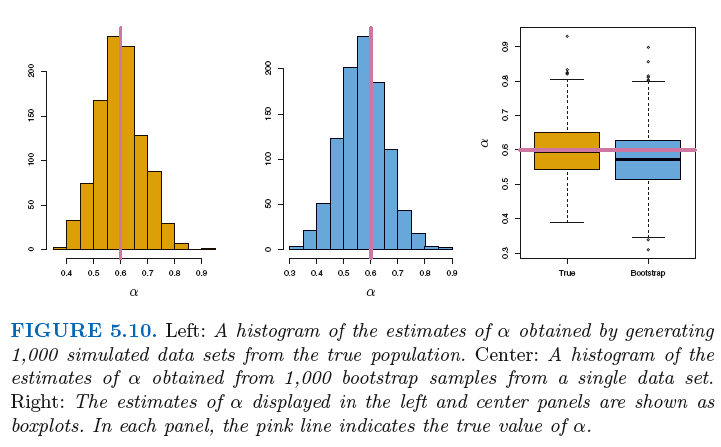 0 50 100 150 200
0.4 0.5 0.6 0.7 0.8 0.9
α
0 50 100 150 200
0.3 0.4 0.5 0.6 0.7 0.8 0.9
α
0.3 0.4 0.5 0.6 0.7 0.8 0.9
α
True Bootstrap
FIGURE 5.10. Left: A histogram of the estimates of α obtained by generating
1,000 simulated data sets from the true population. Center: A histogram of the
estimates of α obtained from 1,000 bootstrap samples from a single data set.
Right: The estimates of α displayed in the left and center panels are shown as
boxplots. In each panel, the pink line indicates the true value of α.